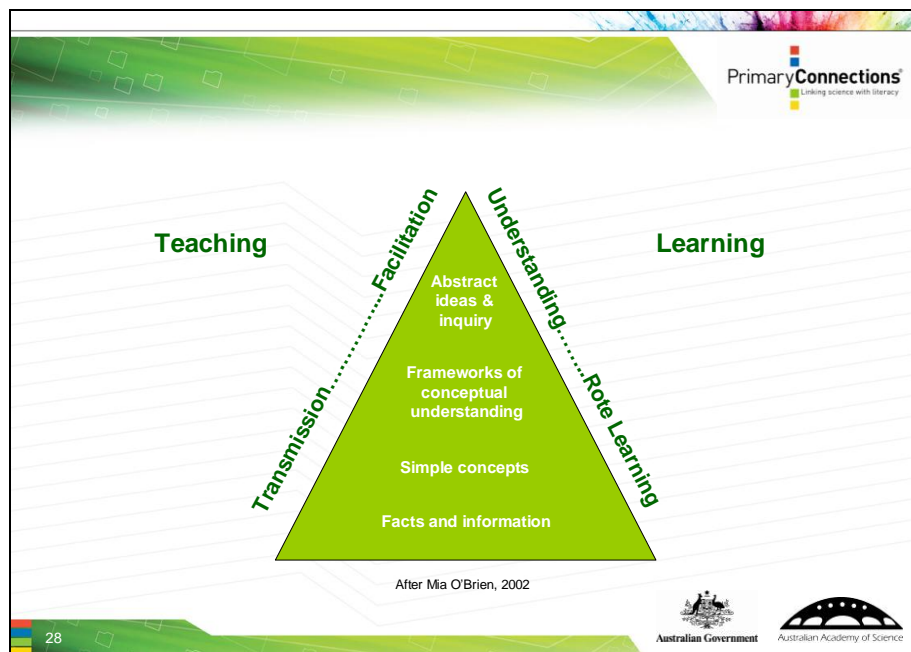 PrimaryConnections®
Linking science with literacy
Teaching
Learning
Transmission.........Facilitation
Understanding.......Rote Learning
Abstract
ideas &
inquiry
Frameworks of
conceptual
understanding
Simple concepts
Facts and information
After Mia O'Brien, 2002
28
Australian Government
Australian Academy of Science